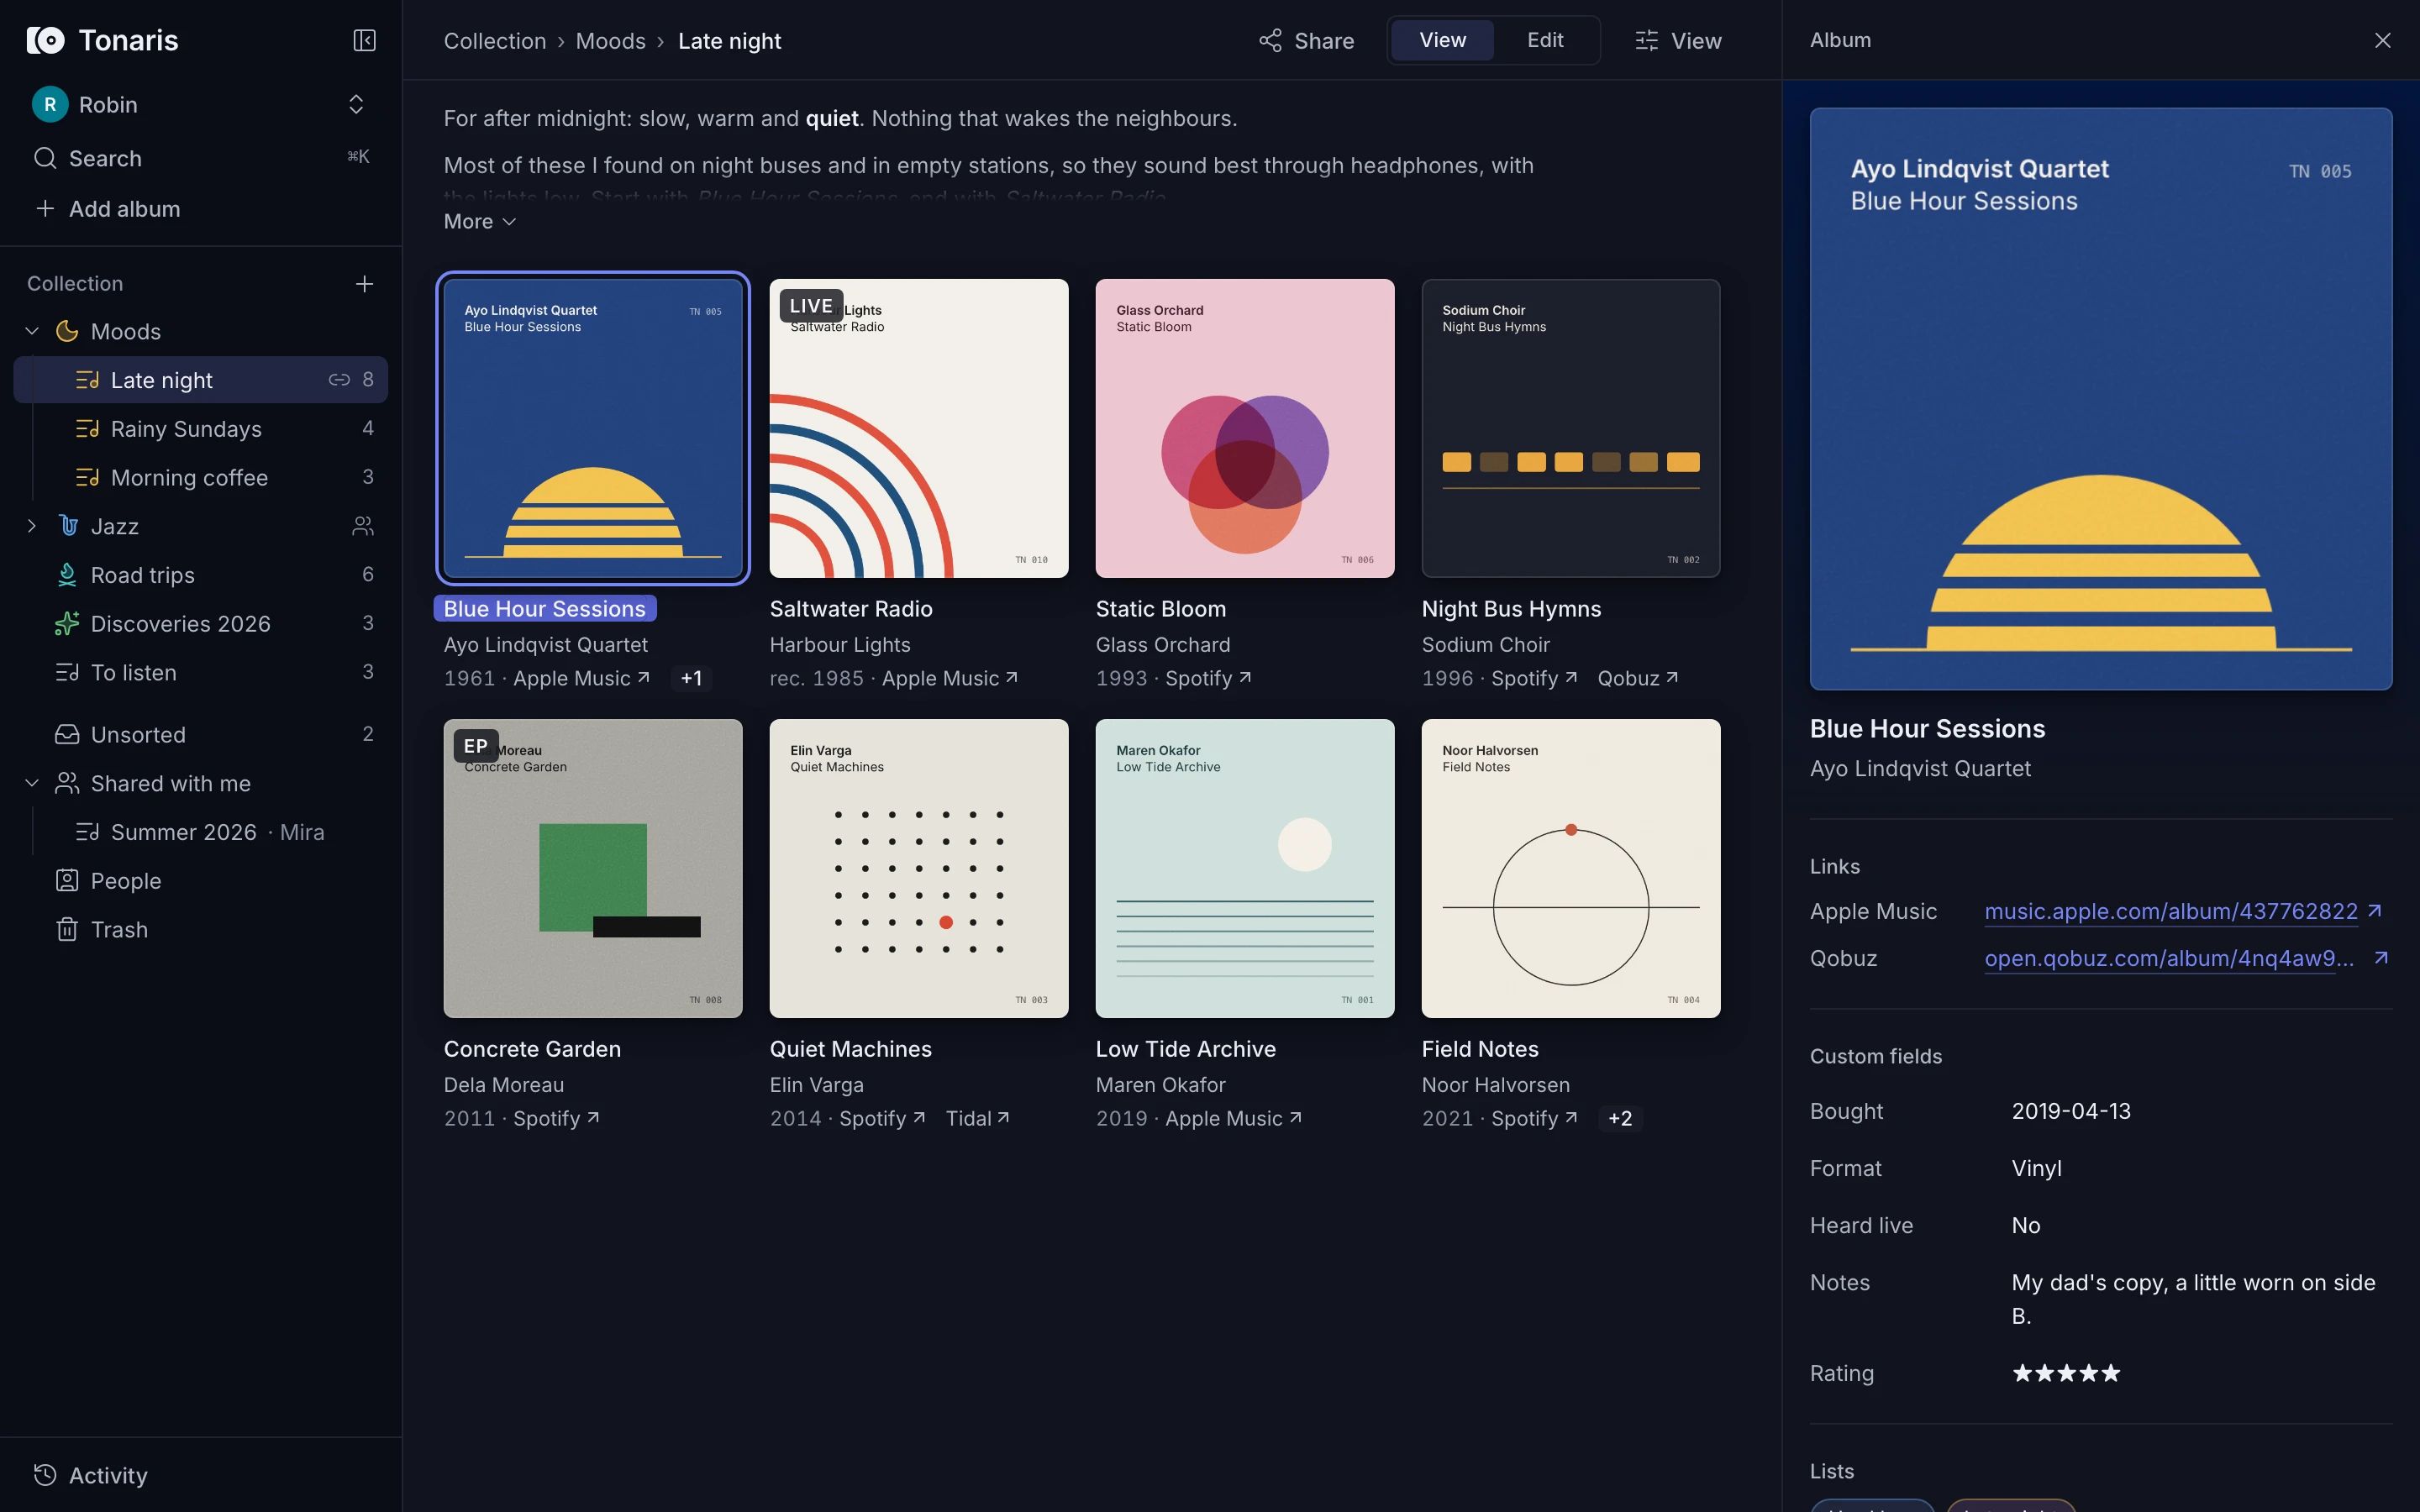 Tonaris
Robin
Search ⌘K
Add album
Collection
Moods
Late night 8
Rainy Sundays 4
Morning coffee 3
Jazz
Road trips 6
Discoveries 2026 3
To listen 3
Unsorted 2
Shared with me
Summer 2026 · Mira
People
Trash
Activity
Collection › Moods › Late night
Share
View
Edit
View
For after midnight: slow, warm and quiet. Nothing that wakes the neighbours.
Most of these I found on night buses and in empty stations, so they sound best through headphones, with
the lights low. Start with Blue Hour Sessions, end with Saltwater Radio.
More
Ayo Lindqvist Quartet TN 005
Blue Hour Sessions
Blue Hour Sessions
Ayo Lindqvist Quartet
1961 · Apple Music ↗ +1
LIVE
Lights
Saltwater Radio
TN 010
Saltwater Radio
Harbour Lights
rec. 1985 · Apple Music ↗
Glass Orchard
Static Bloom
TN 006
Static Bloom
Glass Orchard
1993 · Spotify ↗
Sodium Choir
Night Bus Hymns
TN 002
Night Bus Hymns
Sodium Choir
1996 · Spotify ↗ Qobuz ↗
EP
Moreau
Concrete Garden
TN 008
Concrete Garden
Dela Moreau
2011 · Spotify ↗
Elin Varga
Quiet Machines
TN 003
Quiet Machines
Elin Varga
2014 · Spotify ↗ Tidal ↗
Maren Okafor
Low Tide Archive
TN 001
Low Tide Archive
Maren Okafor
2019 · Apple Music ↗
Noor Halvorsen
Field Notes
TN 004
Field Notes
Noor Halvorsen
2021 · Spotify ↗ +2
Album
Ayo Lindqvist Quartet TN 005
Blue Hour Sessions
Blue Hour Sessions
Ayo Lindqvist Quartet
Links
Apple Music music.apple.com/album/437762822 ↗
Qobuz open.qobuz.com/album/4nq4aw9... ↗
Custom fields
Bought 2019-04-13
Format Vinyl
Heard live No
Notes My dad's copy, a little worn on side
B.
Rating ★★★★★
Lists